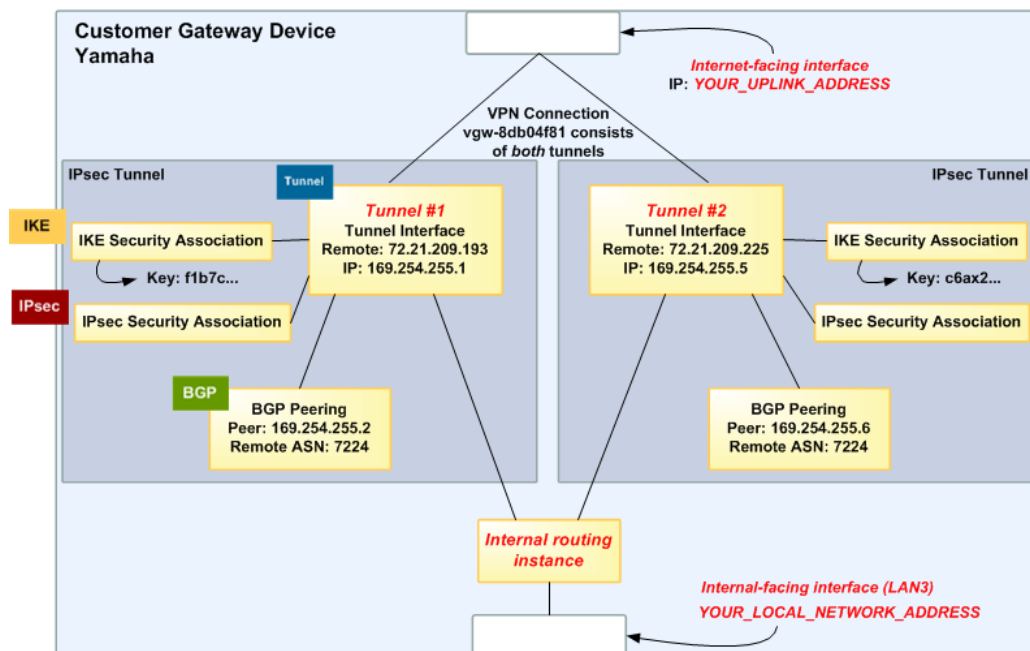 Customer Gateway Device
Yamaha
Internet-facing interface
IP: YOUR_UPLINK_ADDRESS
VPN Connection
vgw-8db04f81 consists
of both tunnels
IPsec Tunnel
Tunnel
IKE
IKE Security Association
Key: f1b7c...
IPsec
IPsec Security Association
Tunnel #1
Tunnel Interface
Remote: 72.21.209.193
IP: 169.254.255.1
BGP
BGP Peering
Peer: 169.254.255.2
Remote ASN: 7224
IPsec Tunnel
Tunnel #2
Tunnel Interface
Remote: 72.21.209.225
IP: 169.254.255.5
IKE Security Association
Key: c6ax2...
IPsec Security Association
BGP Peering
Peer: 169.254.255.6
Remote ASN: 7224
Internal routing
instance
Internal-facing interface (LAN3)
YOUR_LOCAL_NETWORK_ADDRESS